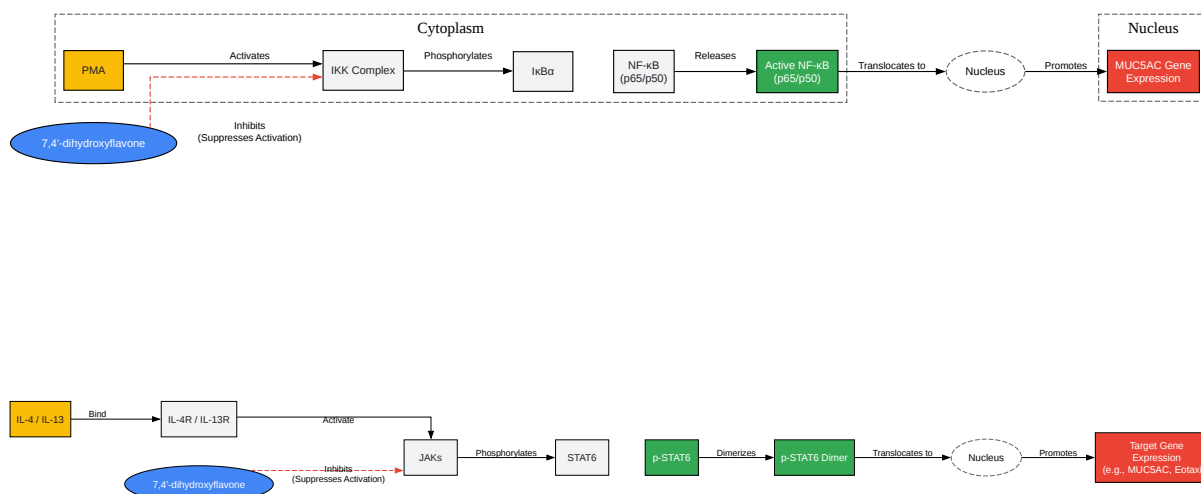 Cytoplasm
Nucleus
PMA
Activates
IKK Complex
Phosphorylates
IκBα
NF-κB
(p65/p50)
Releases
Active NF-κB
(p65/p50)
Translocates to
Nucleus
Promotes
MUC5AC Gene
Expression
Inhibits
(Suppresses Activation)
7,4'-dihydroxyflavone
IL-4 / IL-13
Bind
IL-4R / IL-13R
Activate
JAKs
Phosphorylates
STAT6
p-STAT6
Dimerizes
p-STAT6 Dimer
Translocates to
Nucleus
Promotes
Target Gene
Expression
(e.g., MUC5AC, Eotaxi
Inhibits
(Suppresses Activation)
7,4'-dihydroxyflavone